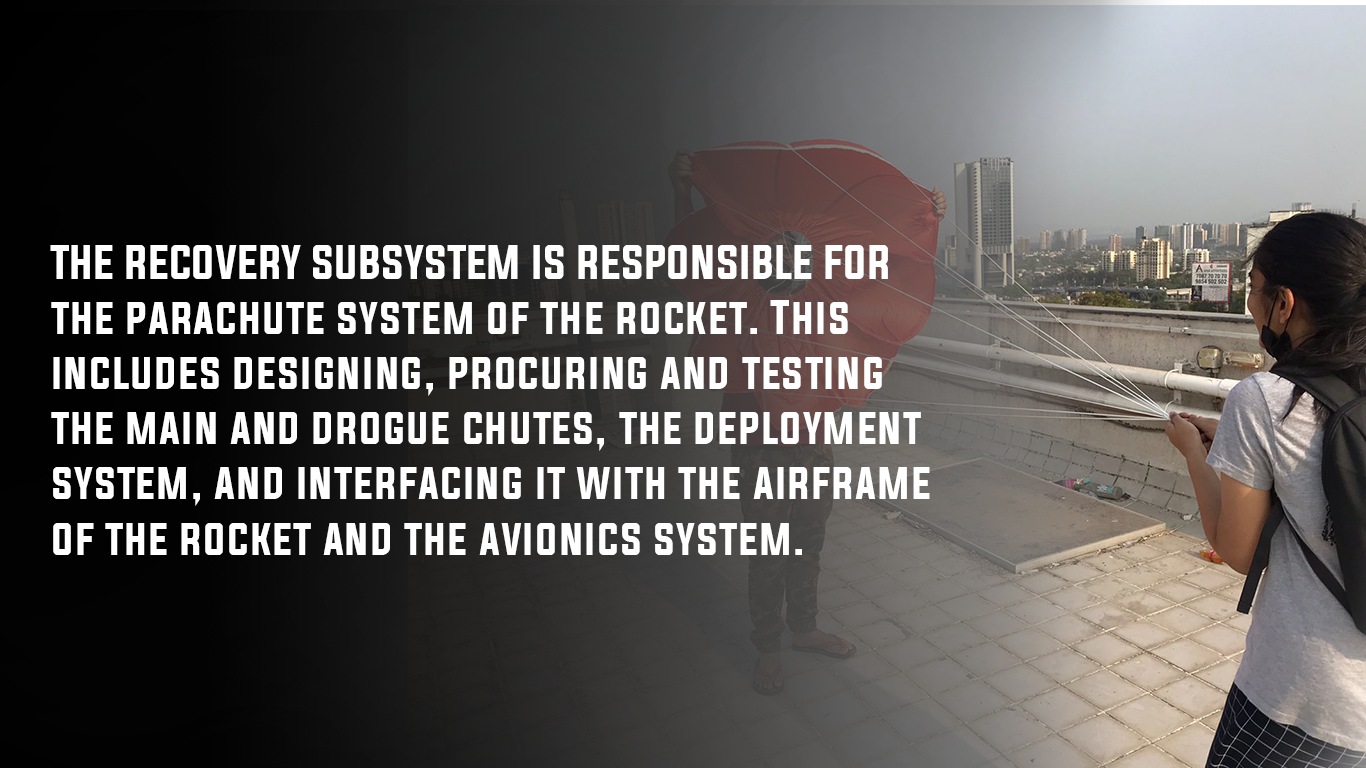 THE RECOVERY SUBSYSTEM IS RESPONSIBLE FOR
THE PARACHUTE SYSTEM OF THE ROCKET. THIS
INCLUDES DESIGNING, PROCURING AND TESTING
THE MAIN AND DROGUE CHUTES, THE DEPLOYMENT
SYSTEM, AND INTERFACING IT WITH THE AIRFRAME
OF THE ROCKET AND THE AVIONICS SYSTEM.